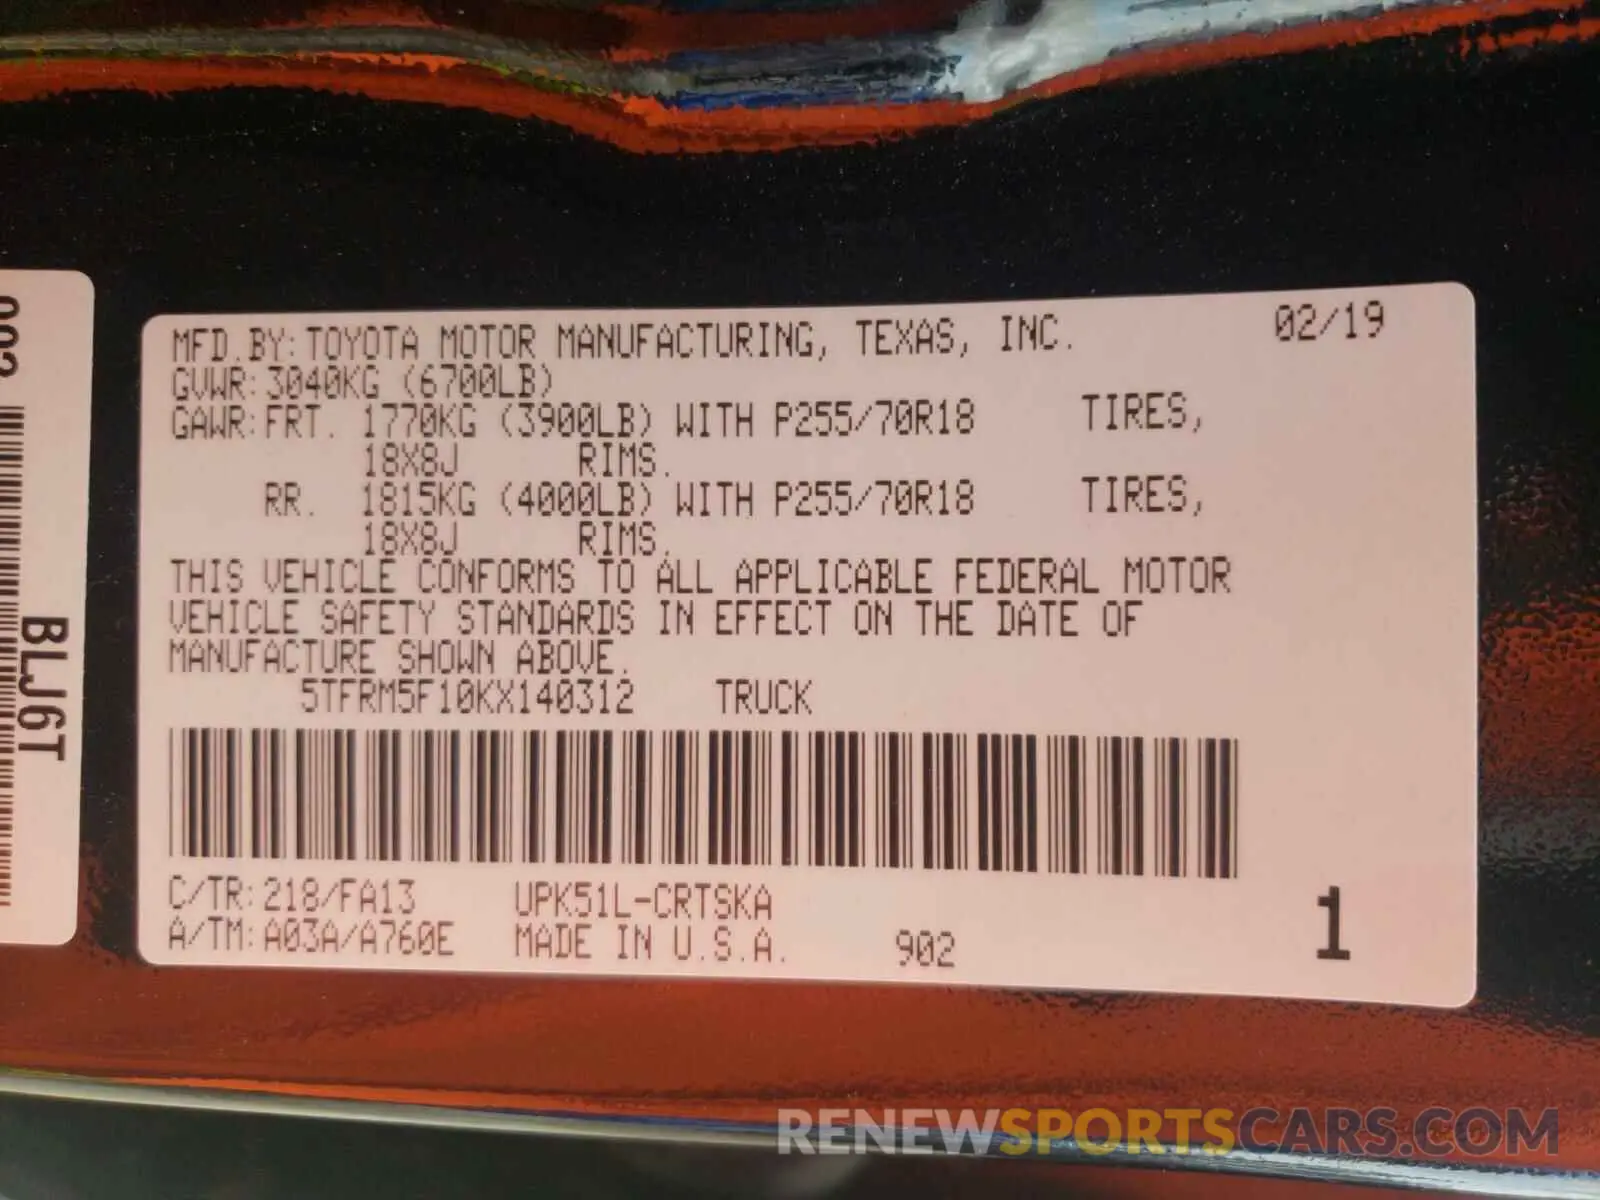 MFD.BY:TOYOTA MOTOR MANUFACTURING, TEXAS, INC. 02/19
GVWR:3040KG (6700LB)
GAWR:FRT. 1770KG (3900LB) WITH P255/70R18 TIRES,
18X8J RIMS.
RR. 1815KG (4000LB) WITH P255/70R18 TIRES,
18X8J RIMS.
THIS VEHICLE CONFORMS TO ALL APPLICABLE FEDERAL MOTOR
VEHICLE SAFETY STANDARDS IN EFFECT ON THE DATE OF
MANUFACTURE SHOWN ABOVE.
5TFRM5F10KX140312 TRUCK
C/TR:218/FA13 UPK51L-CRTSKA
A/TM:A03A/A760E MADE IN U.S.A. 902 1
BLJ6T
RENEWSPORTSCARS.COM